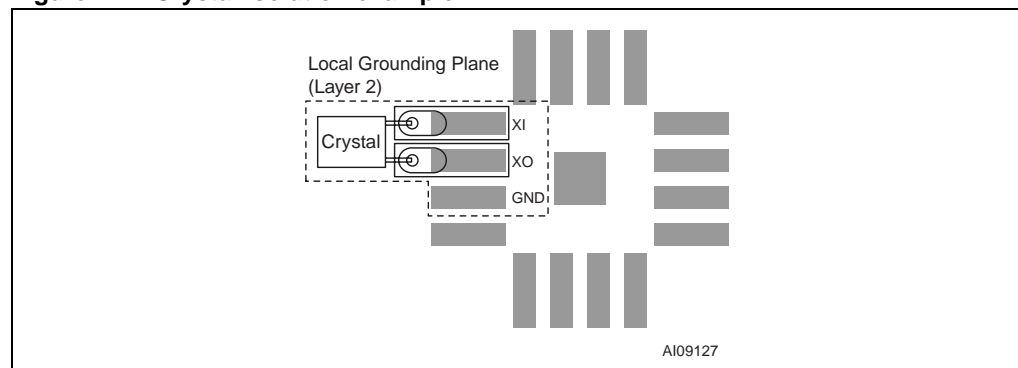 Local Grounding Plane
(Layer 2)
Crystal
XI
XO
GND
AI09127